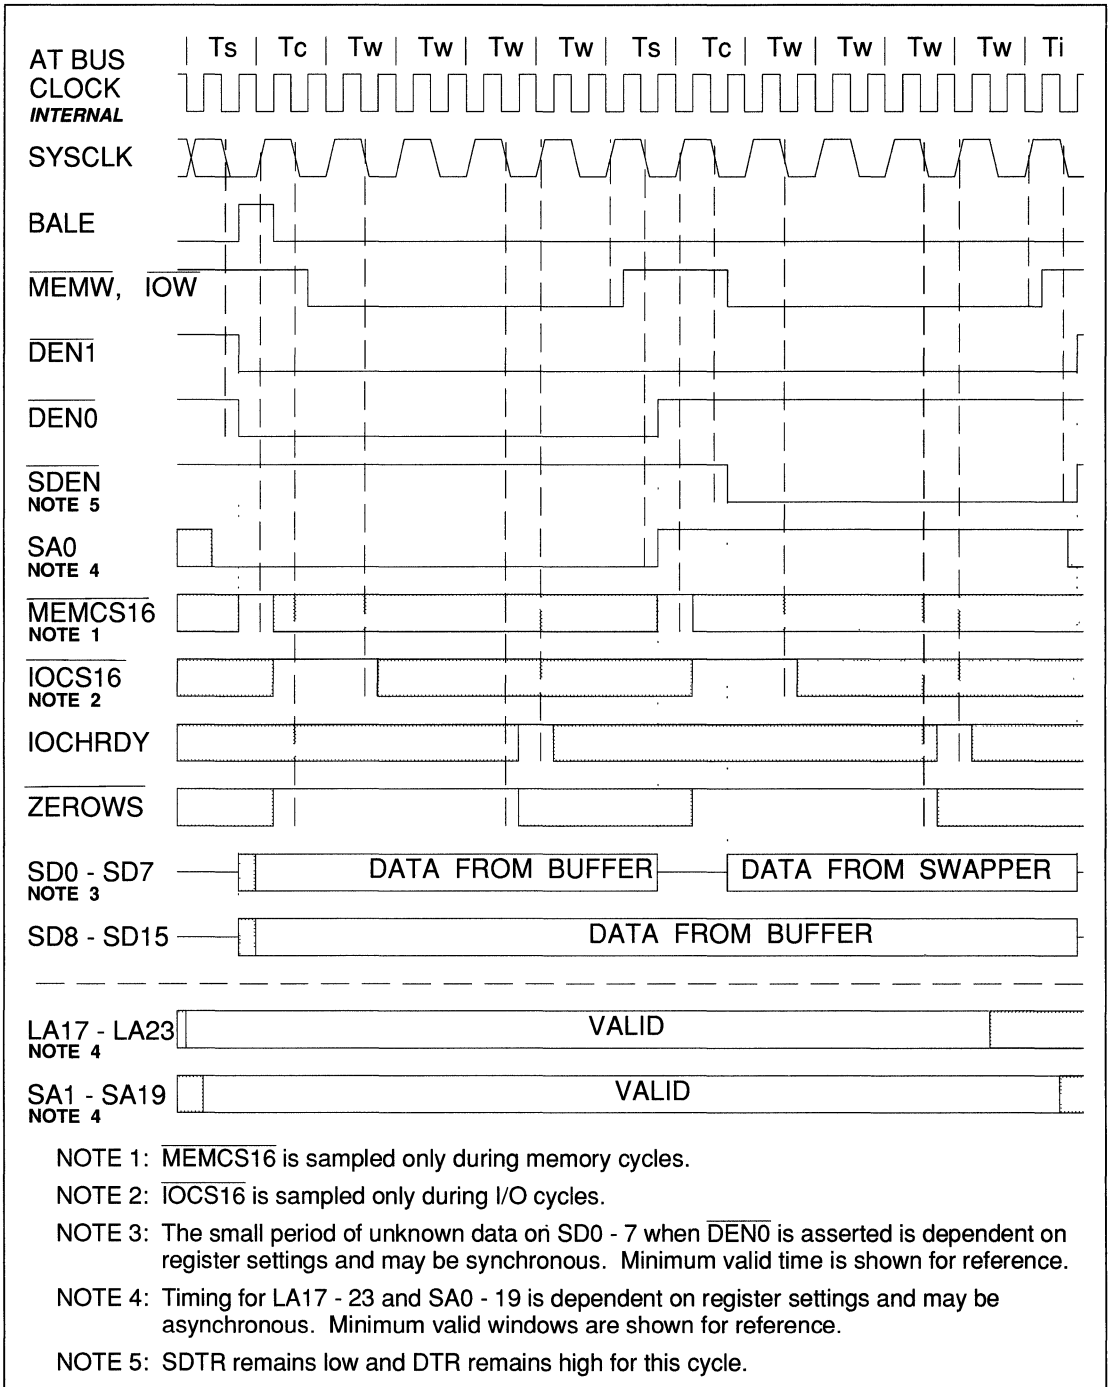 AT BUS
CLOCK
INTERNAL
| Ts | Tc | Tw | Tw | Tw | Tw | Ts | Tc | Tw | Tw | Tw | Tw | Ti
SYSCLK
BALE
MEMW, IOW
DEN1
DEN0
SDEN
NOTE 5
SA0
NOTE 4
MEMCS16
NOTE 1
IOCS16
NOTE 2
IOCHRDY
ZEROWS
SD0 - SD7
NOTE 3
DATA FROM BUFFER
DATA FROM SWAPPER
SD8 - SD15
DATA FROM BUFFER
LA17 - LA23
NOTE 4
VALID
SA1 - SA19
NOTE 4
VALID
NOTE 1: MEMCS16 is sampled only during memory cycles.
NOTE 2: IOCS16 is sampled only during I/O cycles.
NOTE 3: The small period of unknown data on SD0 - 7 when DEN0 is asserted is dependent on
register settings and may be synchronous. Minimum valid time is shown for reference.
NOTE 4: Timing for LA17 - 23 and SA0 - 19 is dependent on register settings and may be
asynchronous. Minimum valid windows are shown for reference.
NOTE 5: SDTR remains low and DTR remains high for this cycle.